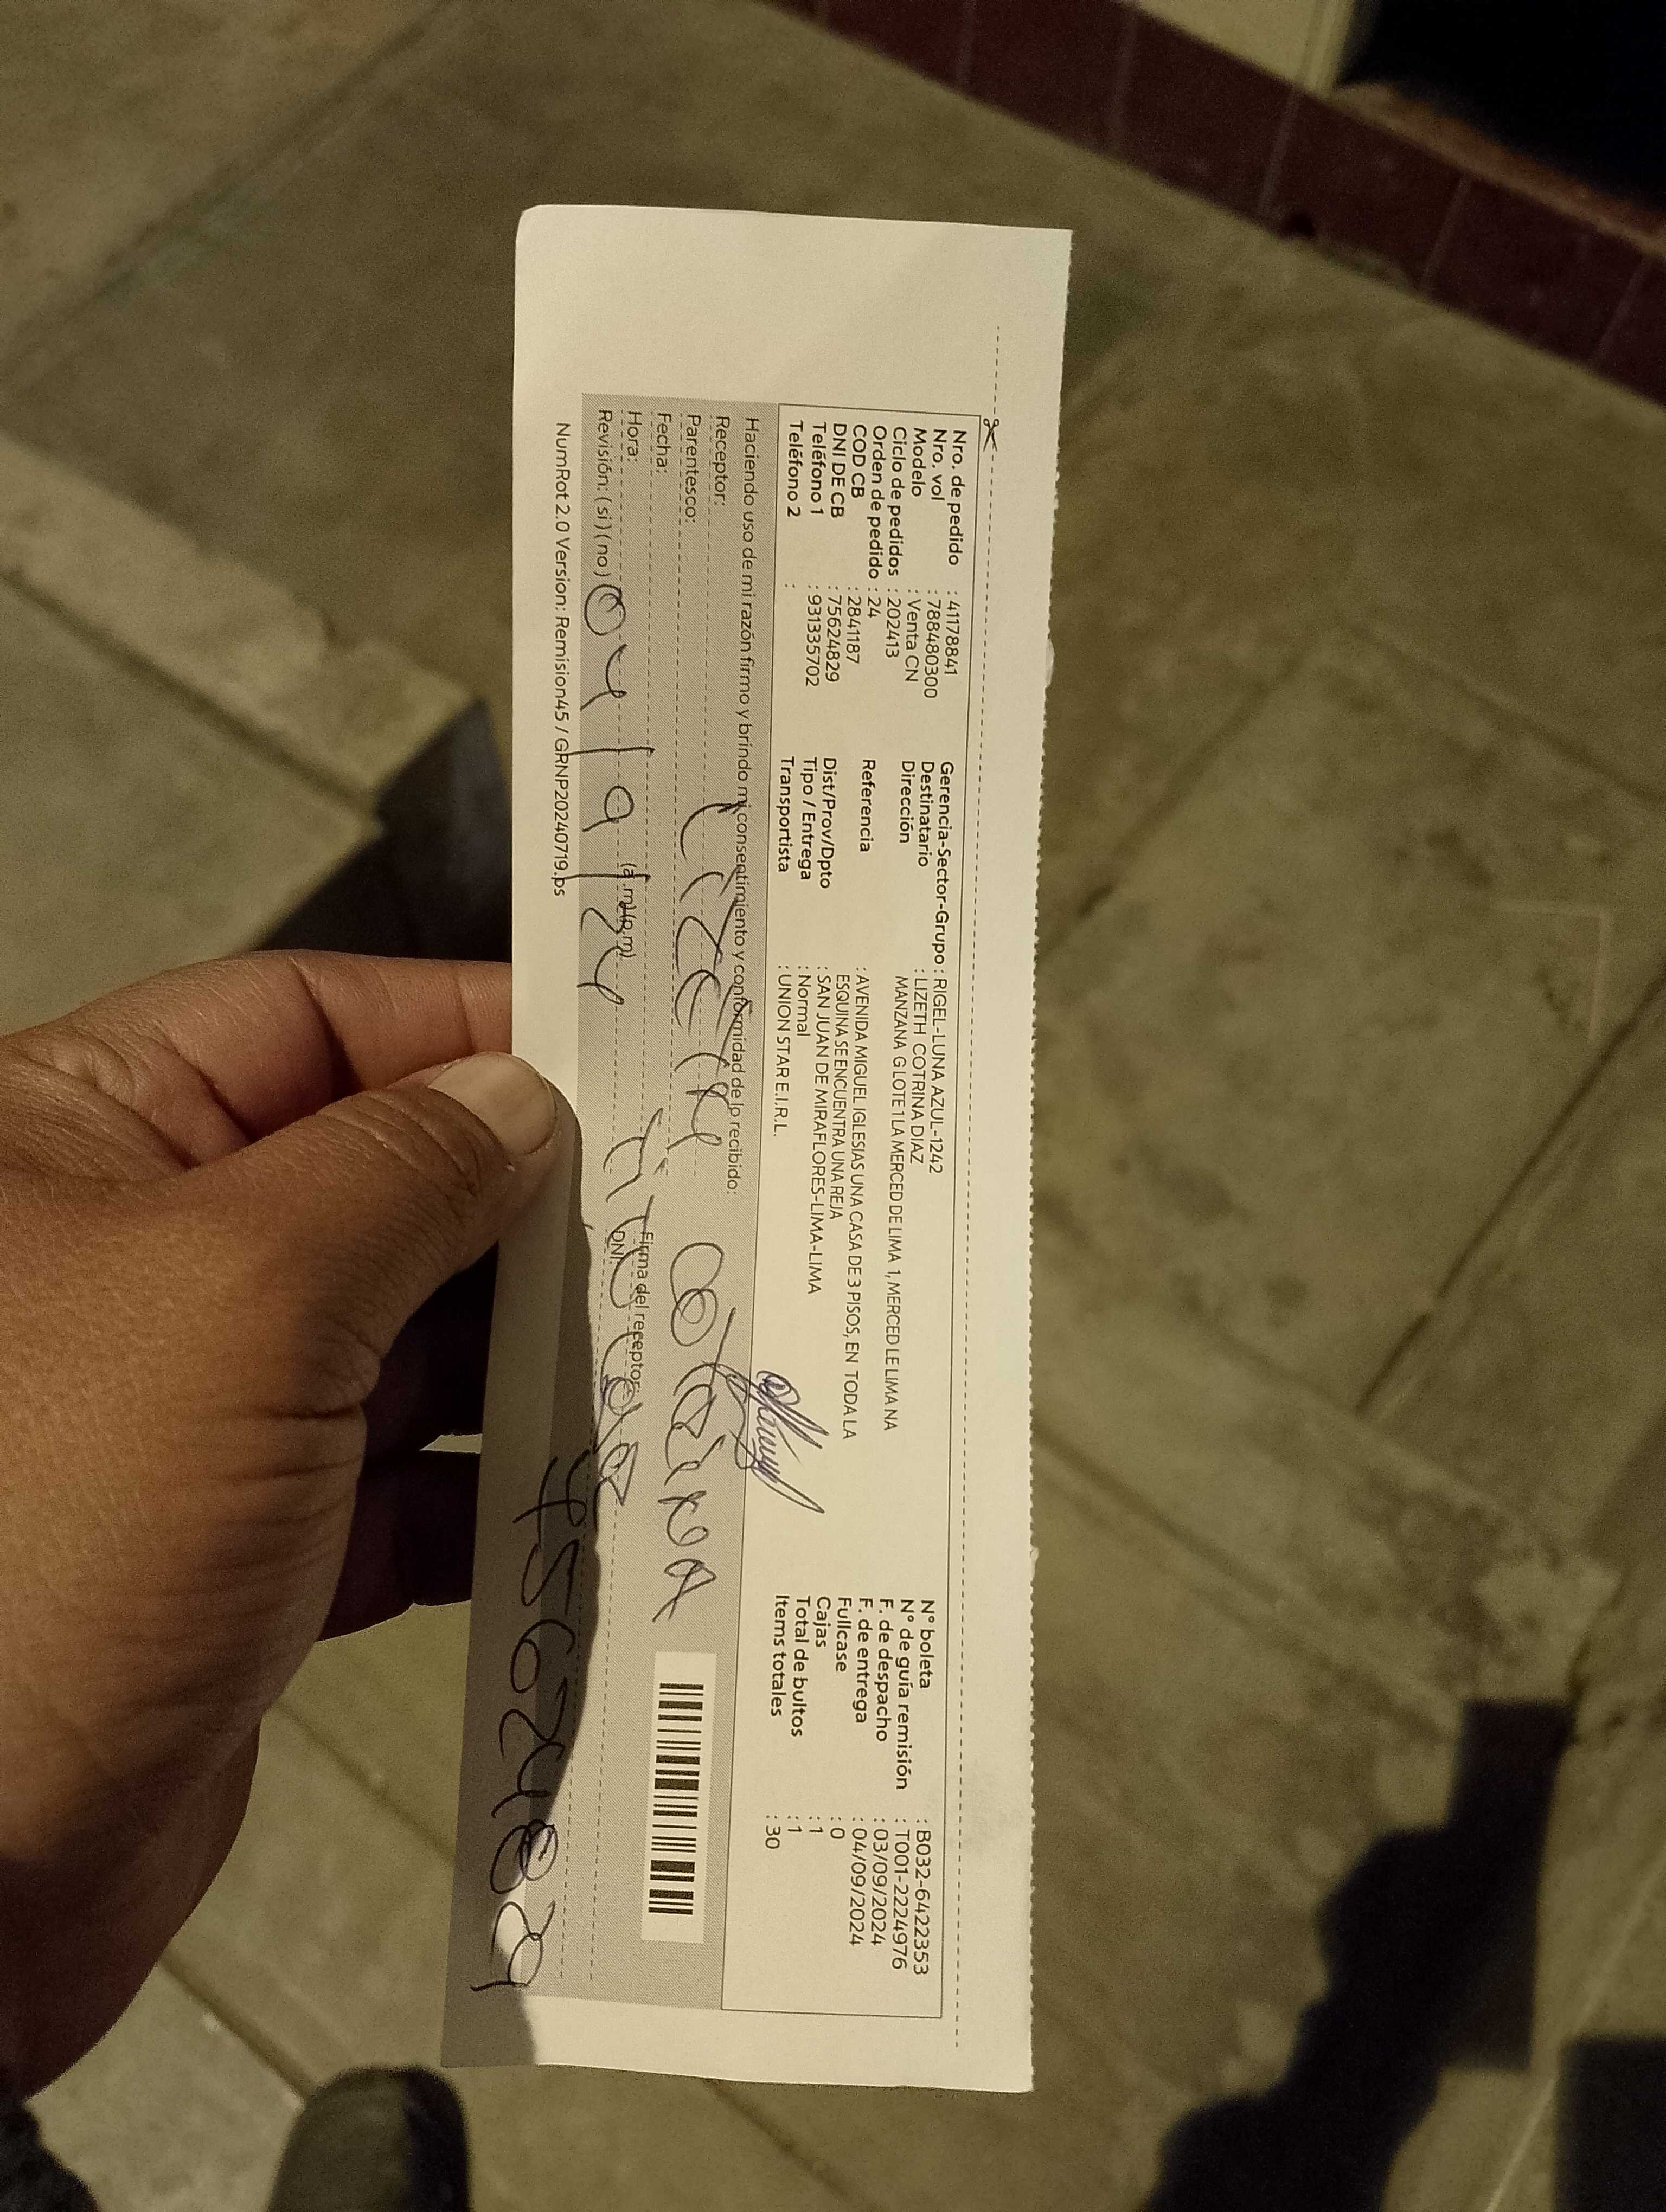 Nro. de pedido : 41178841
Nro. vol : 788480300
Modelo : Venta CN
Ciclo de pedidos : 202413
Orden de pedido : 24
COD CB : 2841187
DNI DE CB : 75624829
Teléfono 1 : 931335702
Teléfono 2 :
Gerencia-Sector-Grupo : RIGEL-LUNA AZUL-1242
Destinatario : LIZETH COTRINA DIAZ
Dirección MANZANA G LOTE 1 LA MERCED DE LIMA 1, MERCED LE LIMA NA
Referencia : AVENIDA MIGUEL IGLESIAS UNA CASA DE 3 PISOS, EN TODA LA
ESQUINA SE ENCUENTRA UNA REJA
Dist/Prov/Dpto : SAN JUAN DE MIRAFLORES-LIMA-LIMA
Tipo / Entrega : Normal
Transportista : UNION STAR E.I.R.L.
N° boleta : B032-6422353
N° de guía remisión : T001-2224976
F. de despacho : 03/09/2024
F. de entrega : 04/09/2024
Fullcase : 0
Cajas : 1
Total de bultos : 1
Items totales : 30
Haciendo uso de mi razón firmo y brindo mi consentimiento y conformidad de lo recibido:
Receptor: Lizeth Cotrina
Parentesco: titular
Fecha:
Hora: (a.m) (p.m) Firma del receptor:
Revisión: ( si ) ( no ) 04/9/24 DNI: 75624829
NumRot 2.0 Version: Remision45 / GRNP20240719.ps